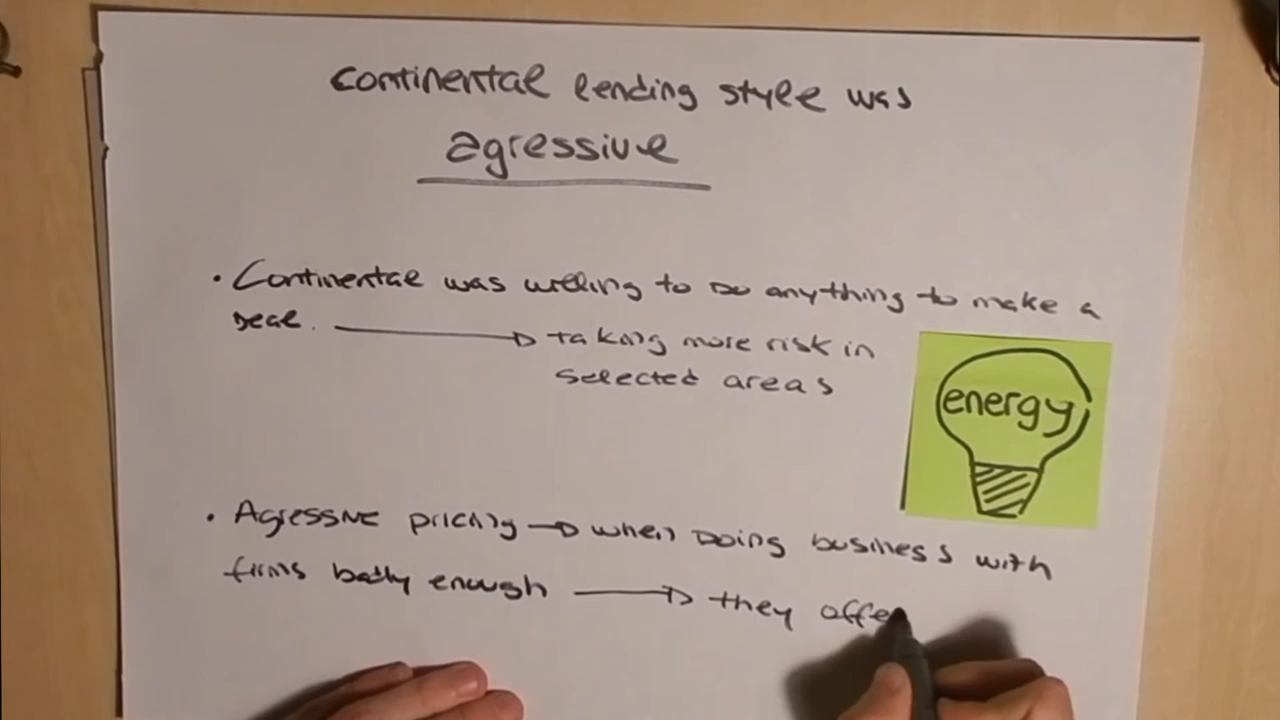 continental lending style was
agressive
• Continental was willing to do anything to make a
deal. → taking more risk in
selected areas
energy
• Agressive pricing → when doing business with
firms badly enough → they offe